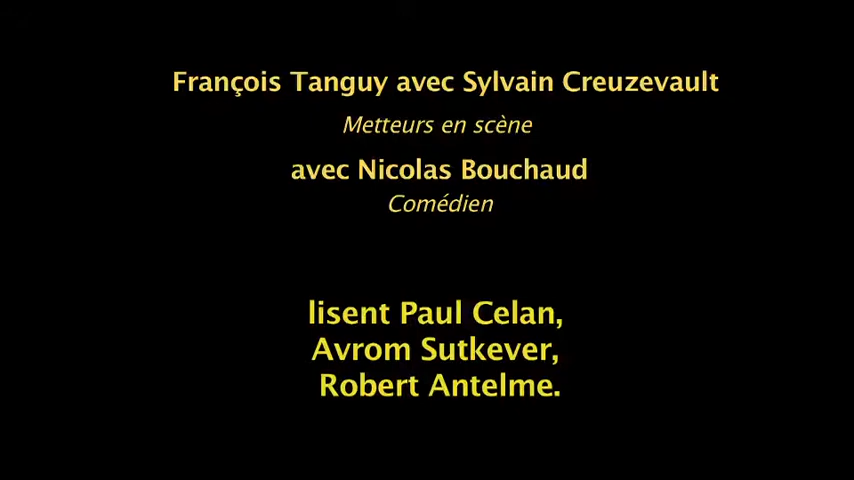 François Tanguy avec Sylvain Creuzevault
Metteurs en scène
avec Nicolas Bouchaud
Comédien
lisent Paul Celan,
Avrom Sutkever,
Robert Antelme.